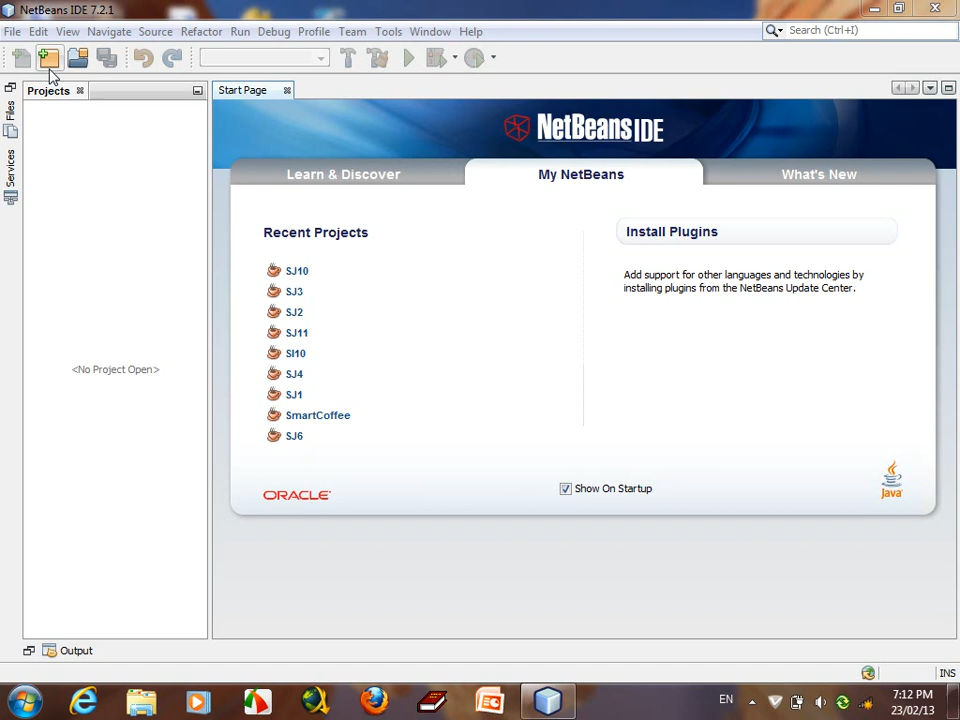 NetBeans IDE 7.2.1
File Edit View Navigate Source Refactor Run Debug Profile Team Tools Window Help
Search (Ctrl+I)
Projects
Start Page
Files
Services
NetBeans IDE
Learn & Discover
My NetBeans
What's New
Recent Projects
SJ10
SJ3
SJ2
SJ11
SI10
SJ4
SJ1
SmartCoffee
SJ6
Install Plugins
Add support for other languages and technologies by
installing plugins from the NetBeans Update Center.
<No Project Open>
ORACLE
Show On Startup
Java
Output
INS
EN
7:12 PM
23/02/13